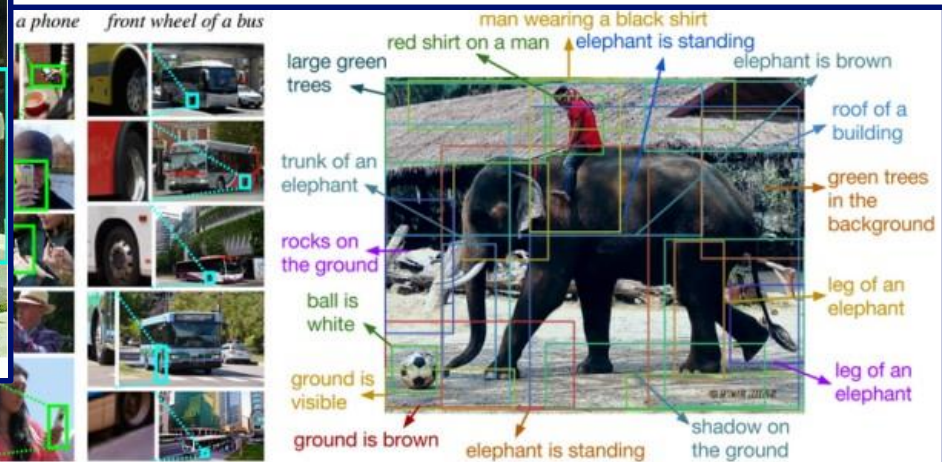 a phone
front wheel of a bus
man wearing a black shirt
red shirt on a man
elephant is standing
large green
trees
elephant is brown
roof of a
building
trunk of an
elephant
green trees
in the
background
rocks on
the ground
ball is
white
leg of an
elephant
ground is
visible
leg of an
elephant
ground is brown
elephant is standing
shadow on
the ground